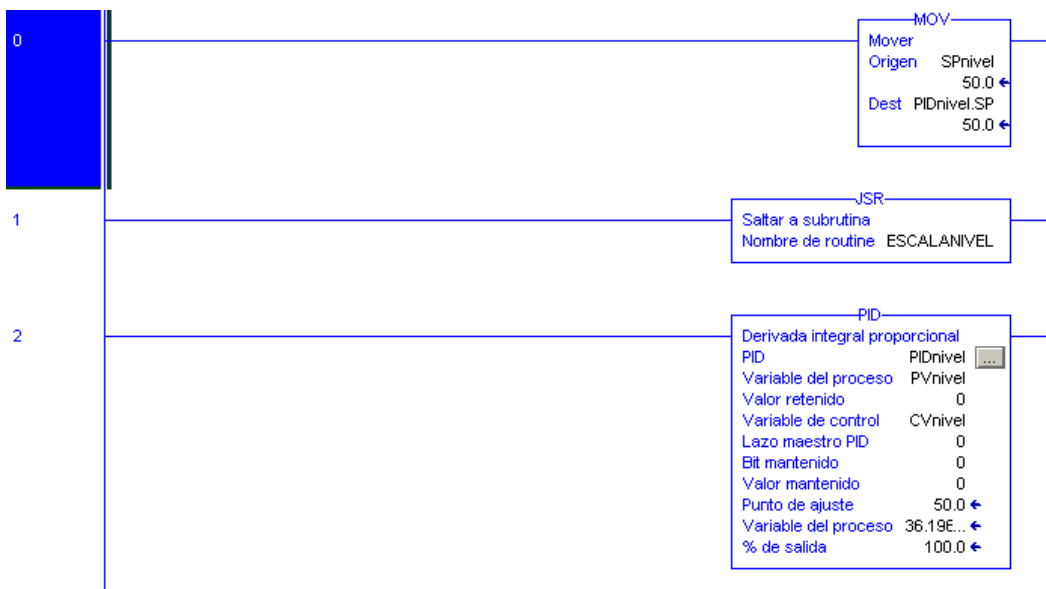 0
MOV
Mover
Origen SPnivel
50.0
Dest PIDnivel.SP
50.0
1
JSR
Saltar a subrutina
Nombre de routine ESCALANIVEL
2
PID
Derivada integral proporcional
PID PIDnivel ...
Variable del proceso PVnivel
Valor retenido 0
Variable de control CVnivel
Lazo maestro PID 0
Bit mantenido 0
Valor mantenido 0
Punto de ajuste 50.0
Variable del proceso 36.196...
% de salida 100.0